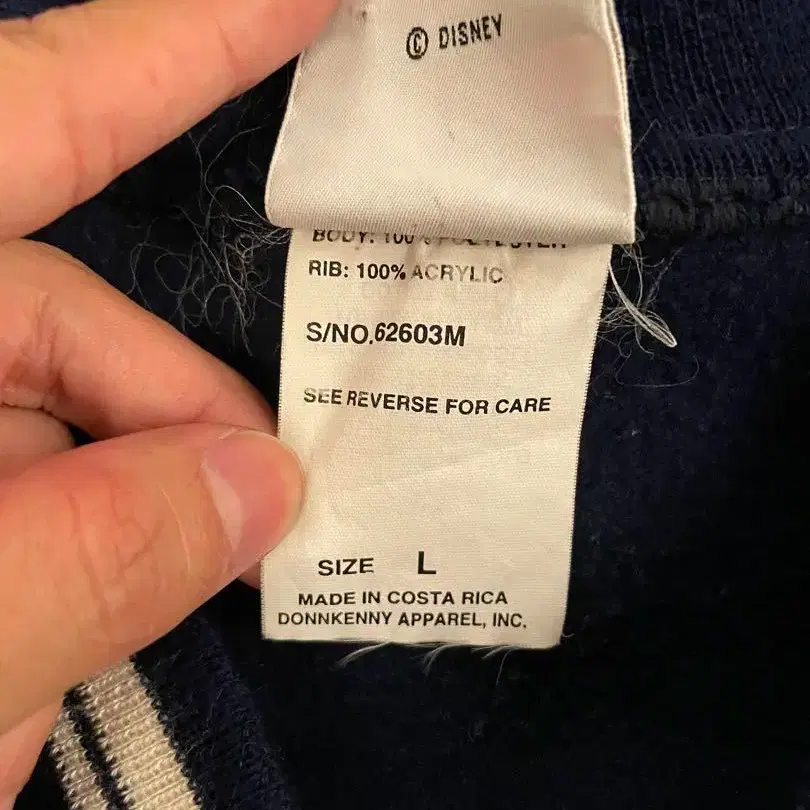 © DISNEY
BODY: 100% POLYESTER
RIB: 100% ACRYLIC
S/NO.62603M
SEE REVERSE FOR CARE
SIZE L
MADE IN COSTA RICA
DONNKENNY APPAREL, INC.